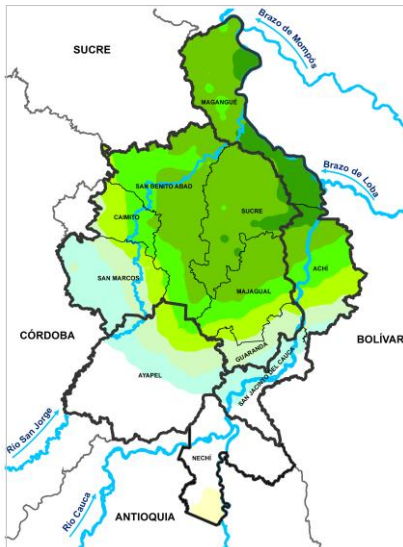 SUCRE
Brazo de Mompós
MAGANGUÉ
Brazo de Loba
SAN BENITO ABAD
CAIMITO
SUCRE
SAN MARCOS
ACHÍ
MAJAGUAL
CÓRDOBA
BOLÍVAR
GUARANDA
AYAPEL
SAN JACINTO DEL CAUCA
Río San Jorge
NECHÍ
Río Cauca
ANTIOQUIA